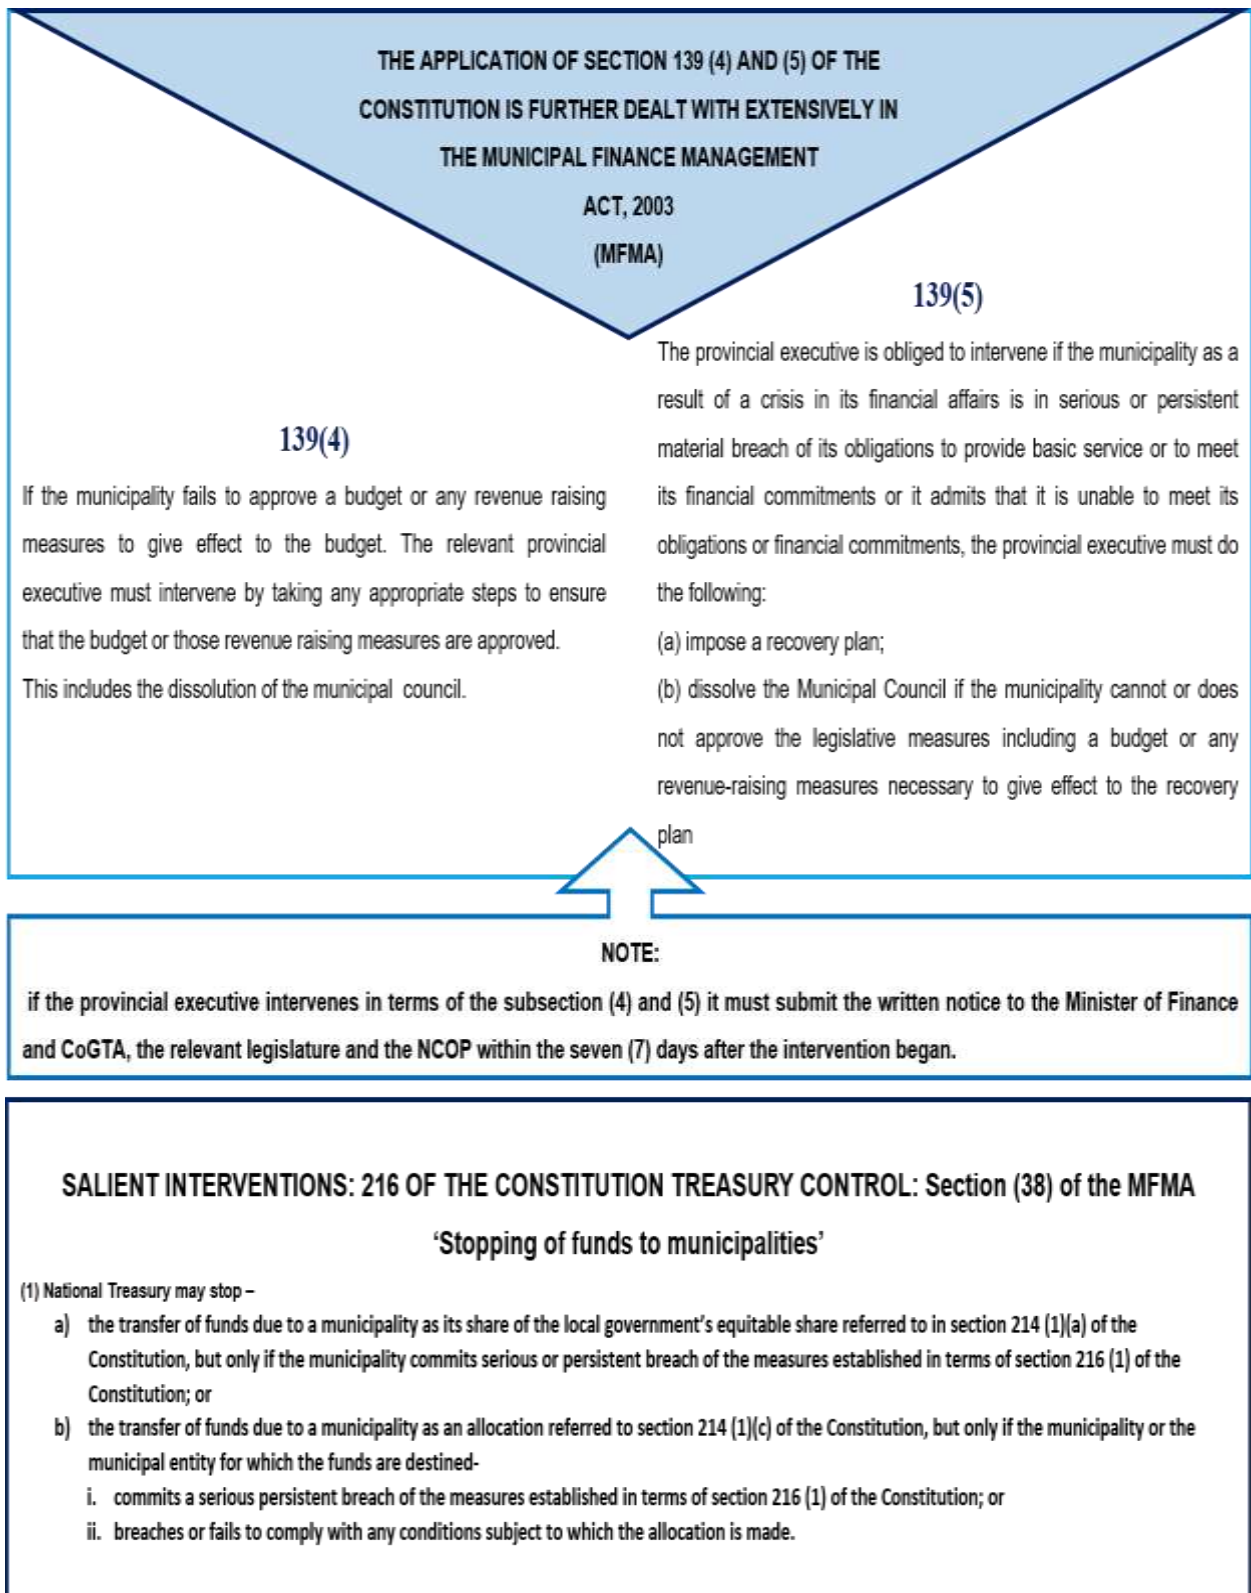 THE APPLICATION OF SECTION 139 (4) AND (5) OF THE
CONSTITUTION IS FURTHER DEALT WITH EXTENSIVELY IN
THE MUNICIPAL FINANCE MANAGEMENT
ACT, 2003
(MFMA)
139(4)
If the municipality fails to approve a budget or any revenue raising
measures to give effect to the budget. The relevant provincial
executive must intervene by taking any appropriate steps to ensure
that the budget or those revenue raising measures are approved.
This includes the dissolution of the municipal council.
139(5)
The provincial executive is obliged to intervene if the municipality as a
result of a crisis in its financial affairs is in serious or persistent
material breach of its obligations to provide basic service or to meet
its financial commitments or it admits that it is unable to meet its
obligations or financial commitments, the provincial executive must do
the following:
(a) impose a recovery plan;
(b) dissolve the Municipal Council if the municipality cannot or does
not approve the legislative measures including a budget or any
revenue-raising measures necessary to give effect to the recovery
plan
NOTE:
if the provincial executive intervenes in terms of the subsection (4) and (5) it must submit the written notice to the Minister of Finance
and CoGTA, the relevant legislature and the NCOP within the seven (7) days after the intervention began.
SALIENT INTERVENTIONS: 216 OF THE CONSTITUTION TREASURY CONTROL: Section (38) of the MFMA
‘Stopping of funds to municipalities’
(1) National Treasury may stop –
a) the transfer of funds due to a municipality as its share of the local government’s equitable share referred to in section 214 (1)(a) of the
Constitution, but only if the municipality commits serious or persistent breach of the measures established in terms of section 216 (1) of the
Constitution; or
b) the transfer of funds due to a municipality as an allocation referred to section 214 (1)(c) of the Constitution, but only if the municipality or the
municipal entity for which the funds are destined-
i. commits a serious persistent breach of the measures established in terms of section 216 (1) of the Constitution; or
ii. breaches or fails to comply with any conditions subject to which the allocation is made.